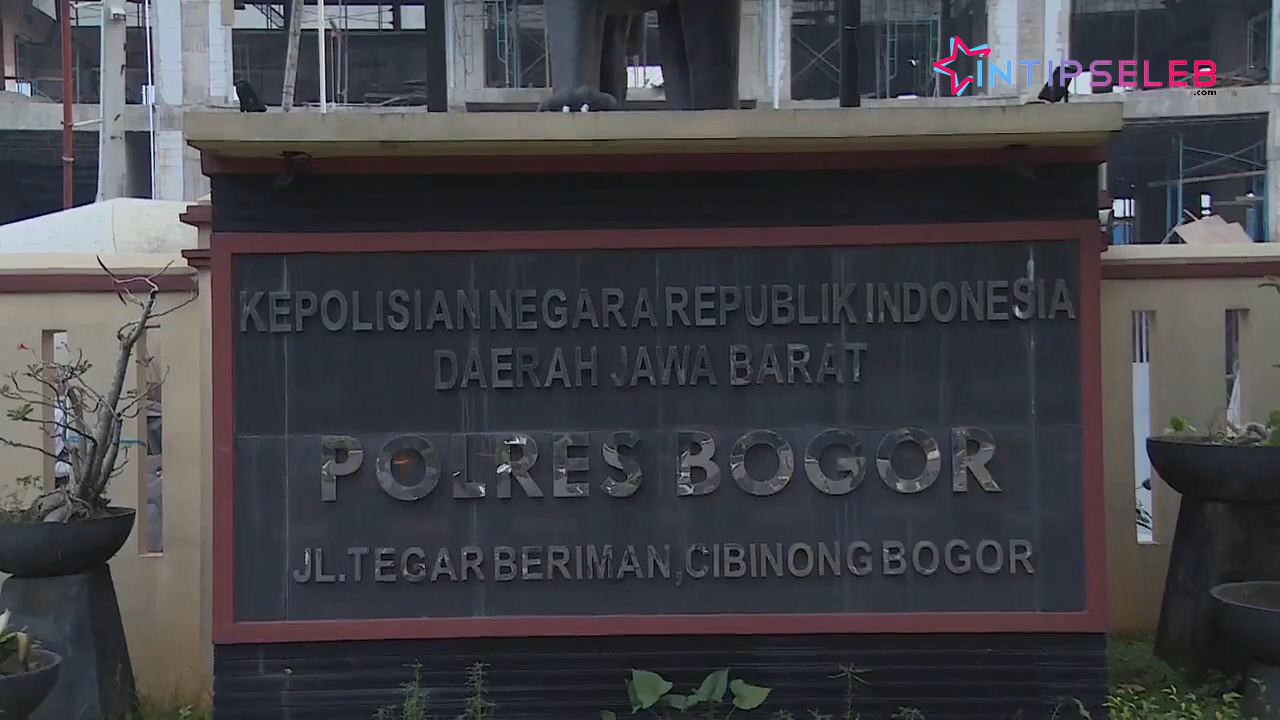 INTIPSELEB
.com
KEPOLISIAN NEGARA REPUBLIK INDONESIA
DAERAH JAWA BARAT
POLRES BOGOR
JL.TEGAR BERIMAN,CIBINONG BOGOR